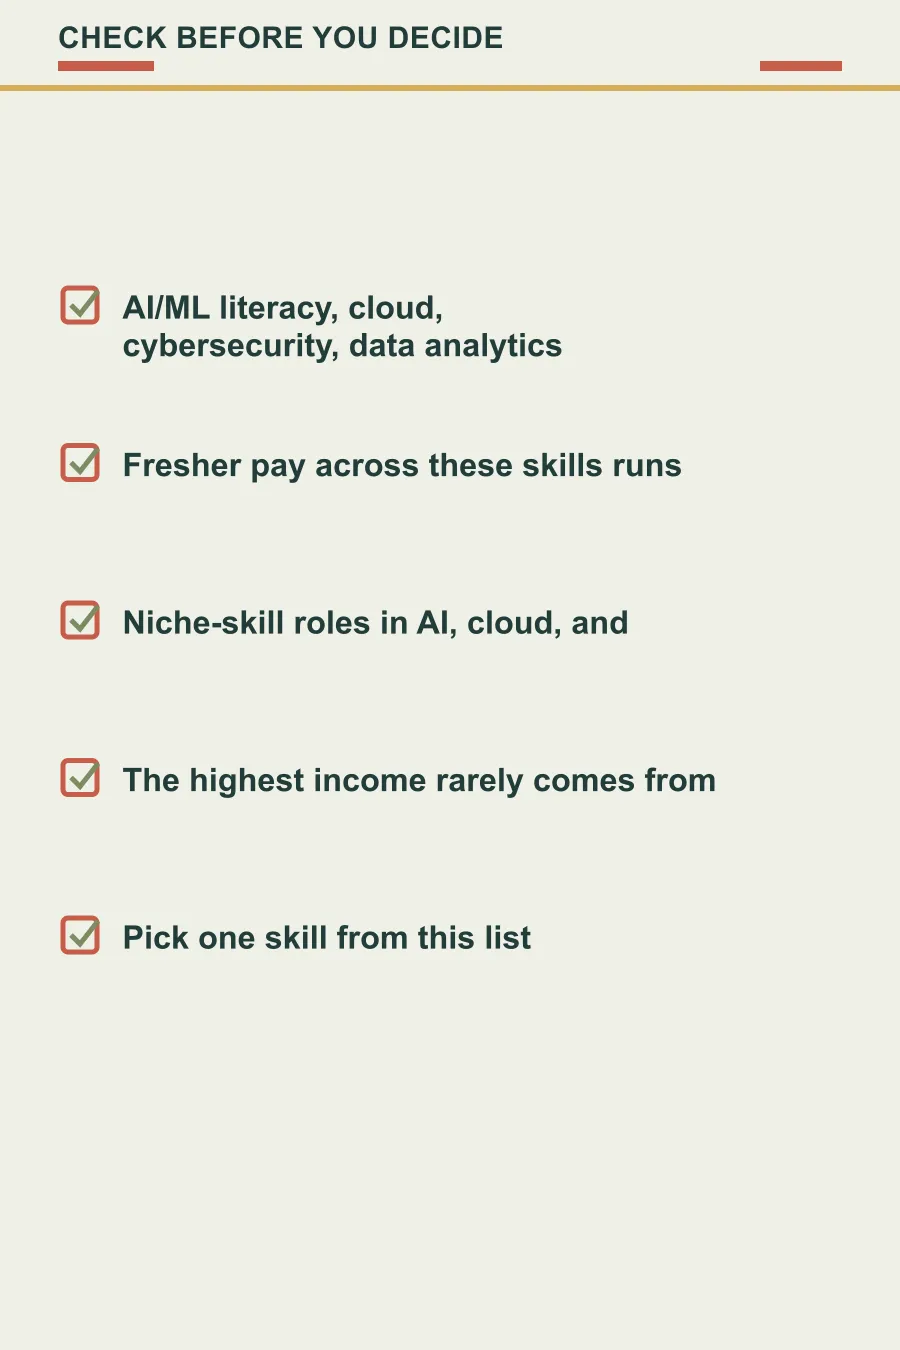 CHECK BEFORE YOU DECIDE
AI/ML literacy, cloud,
cybersecurity, data analytics
Fresher pay across these skills runs
Niche-skill roles in AI, cloud, and
The highest income rarely comes from
Pick one skill from this list